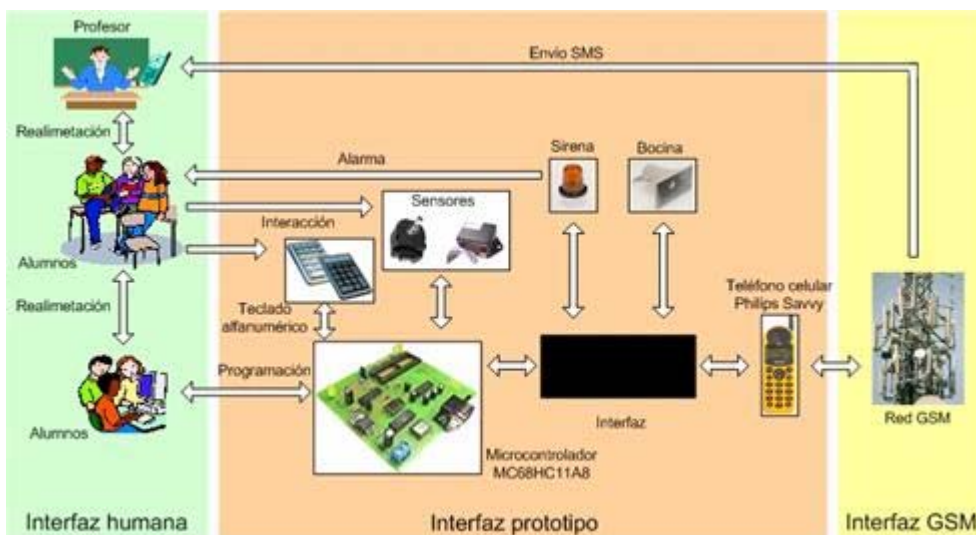 Profesor
Envio SMS
Realimetación
Sirena
Bocina
Alarma
Sensores
Interacción
Alumnos
Teléfono celular
Philips Savvy
Realimetación
Teclado
alfanumérico
Programación
Interfaz
Red GSM
Alumnos
Microcontrolador
MC68HC11A8
Interfaz humana
Interfaz prototipo
Interfaz GSM